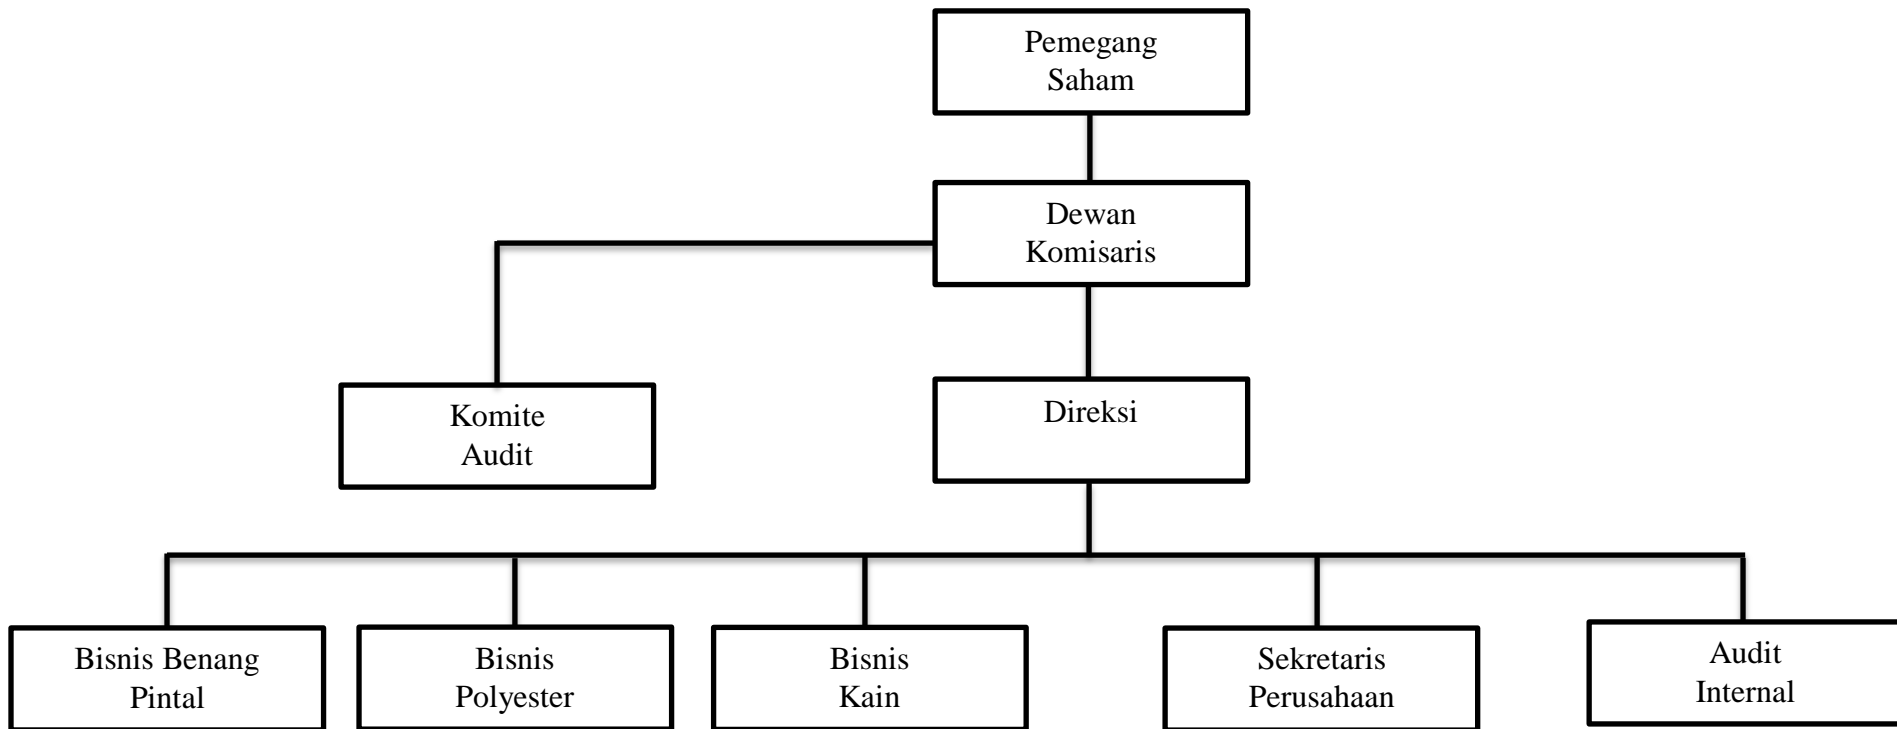 Pemegang
Saham
Dewan
Komisaris
Komite
Audit
Direksi
Bisnis Benang
Pintal
Bisnis
Polyester
Bisnis
Kain
Sekretaris
Perusahaan
Audit
Internal